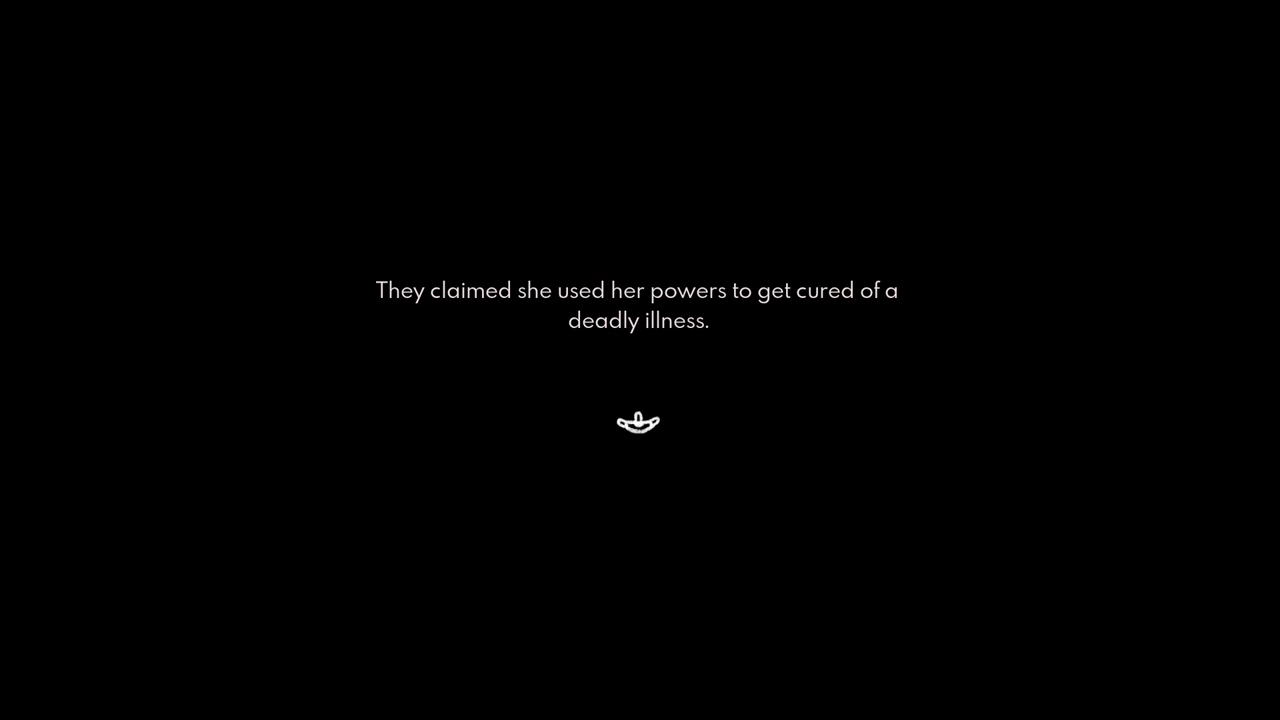 They claimed she used her powers to get cured of a
deadly illness.